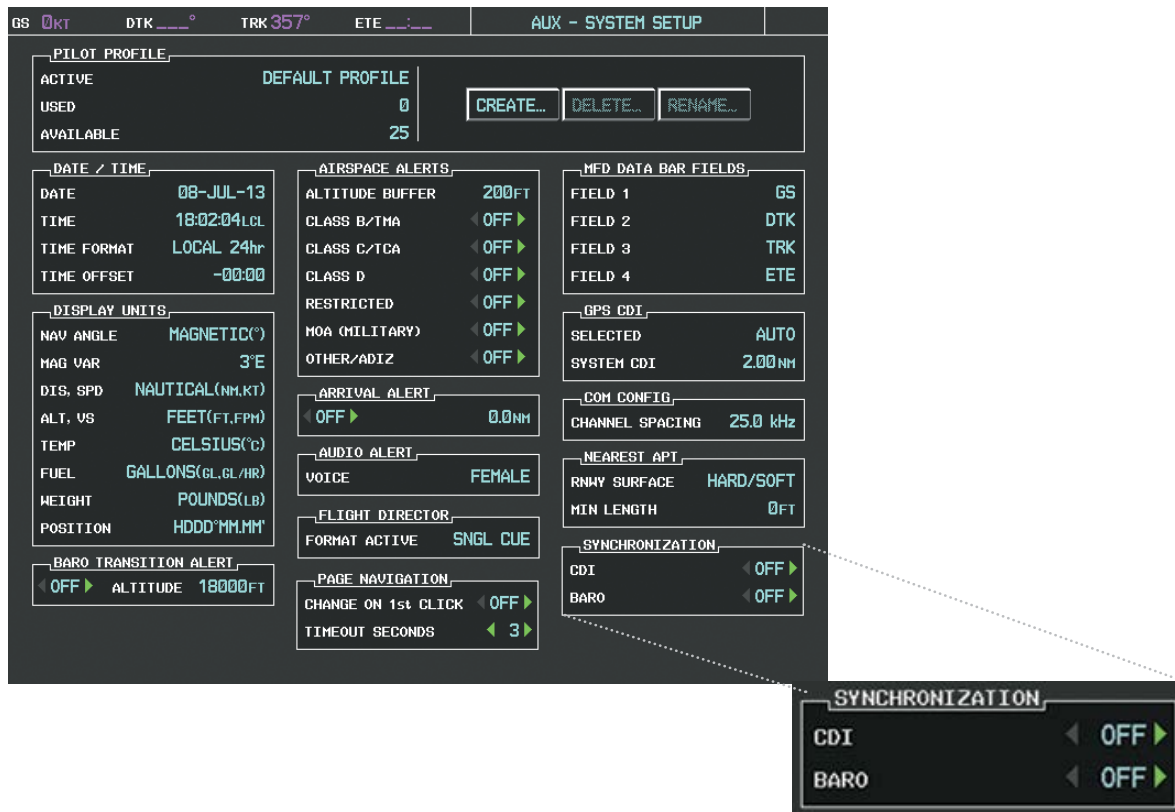 GS 0KT DTK ___° TRK 357° ETE __:__ AUX - SYSTEM SETUP
PILOT PROFILE
ACTIVE DEFAULT PROFILE
USED 0
AVAILABLE 25
CREATE… DELETE… RENAME…
DATE / TIME
DATE 08-JUL-13
TIME 18:02:04LCL
TIME FORMAT LOCAL 24hr
TIME OFFSET -00:00
DISPLAY UNITS
NAV ANGLE MAGNETIC(°)
MAG VAR 3°E
DIS, SPD NAUTICAL(NM,KT)
ALT, VS FEET(FT,FPM)
TEMP CELSIUS(°C)
FUEL GALLONS(GL,GL/HR)
WEIGHT POUNDS(LB)
POSITION HDDD°MM.MM'
BARO TRANSITION ALERT
OFF ALTITUDE 18000FT
AIRSPACE ALERTS
ALTITUDE BUFFER 200FT
CLASS B/TMA OFF
CLASS C/TCA OFF
CLASS D OFF
RESTRICTED OFF
MOA (MILITARY) OFF
OTHER/ADIZ OFF
ARRIVAL ALERT
OFF 0.0NM
AUDIO ALERT
VOICE FEMALE
FLIGHT DIRECTOR
FORMAT ACTIVE SNGL CUE
PAGE NAVIGATION
CHANGE ON 1st CLICK OFF
TIMEOUT SECONDS 3
MFD DATA BAR FIELDS
FIELD 1 GS
FIELD 2 DTK
FIELD 3 TRK
FIELD 4 ETE
GPS CDI
SELECTED AUTO
SYSTEM CDI 2.00NM
COM CONFIG
CHANNEL SPACING 25.0 kHz
NEAREST APT
RNWY SURFACE HARD/SOFT
MIN LENGTH 0FT
SYNCHRONIZATION
CDI OFF
BARO OFF
SYNCHRONIZATION
CDI OFF
BARO OFF